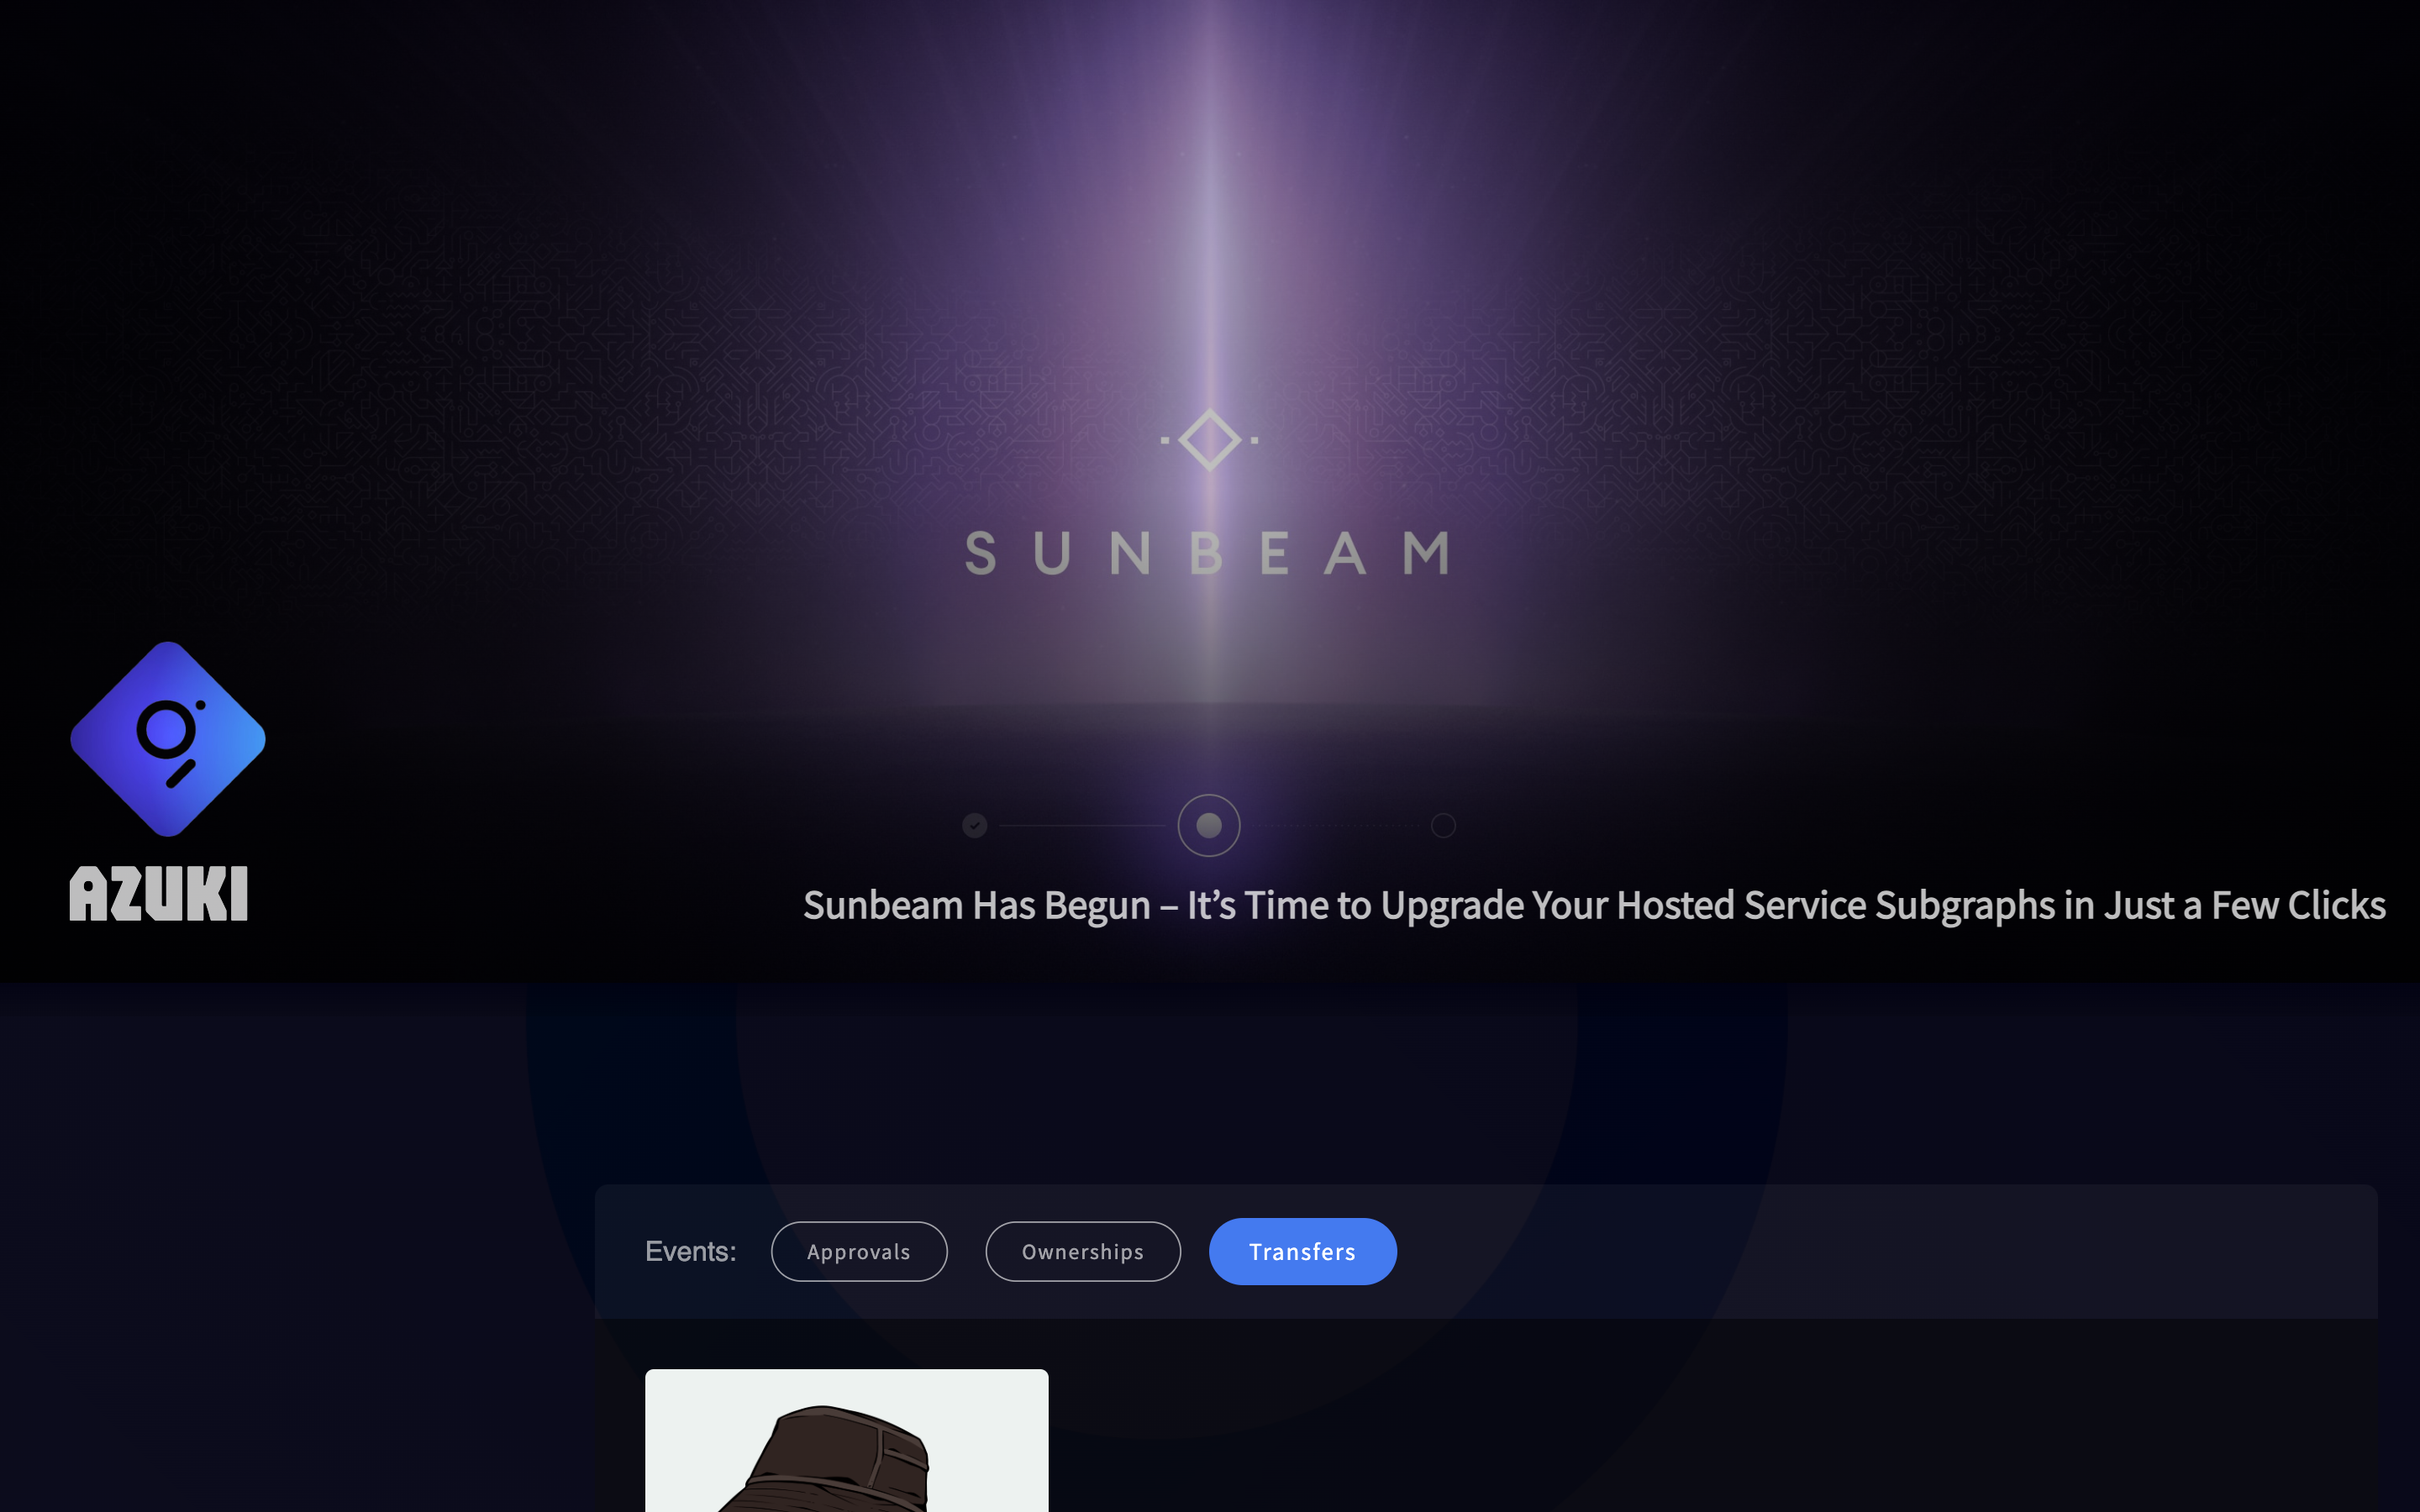 SUNBEAM
AZUKI
Sunbeam Has Begun – It’s Time to Upgrade Your Hosted Service Subgraphs in Just a Few Clicks
Events:
Approvals
Ownerships
Transfers